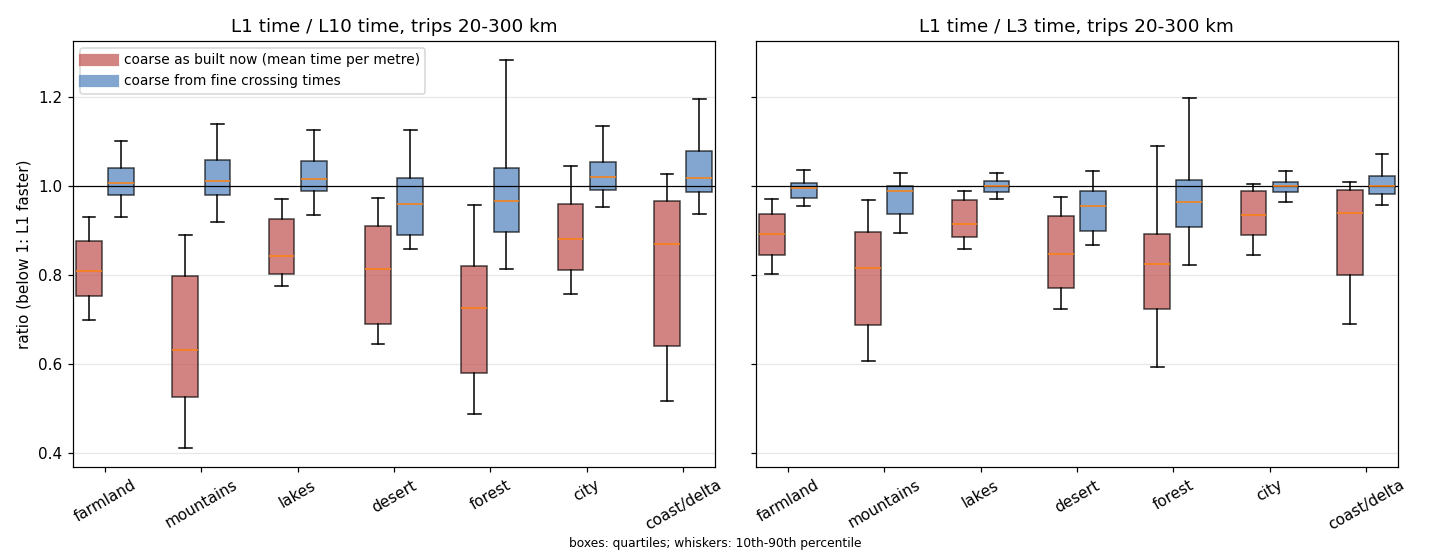 L1 time / L10 time, trips 20-300 km
L1 time / L3 time, trips 20-300 km
coarse as built now (mean time per metre)
coarse from fine crossing times
ratio (below 1: L1 faster)
1.2
1.0
0.8
0.6
0.4
farmland
mountains
lakes
desert
forest
city
coast/delta
farmland
mountains
lakes
desert
forest
city
coast/delta
boxes: quartiles; whiskers: 10th-90th percentile